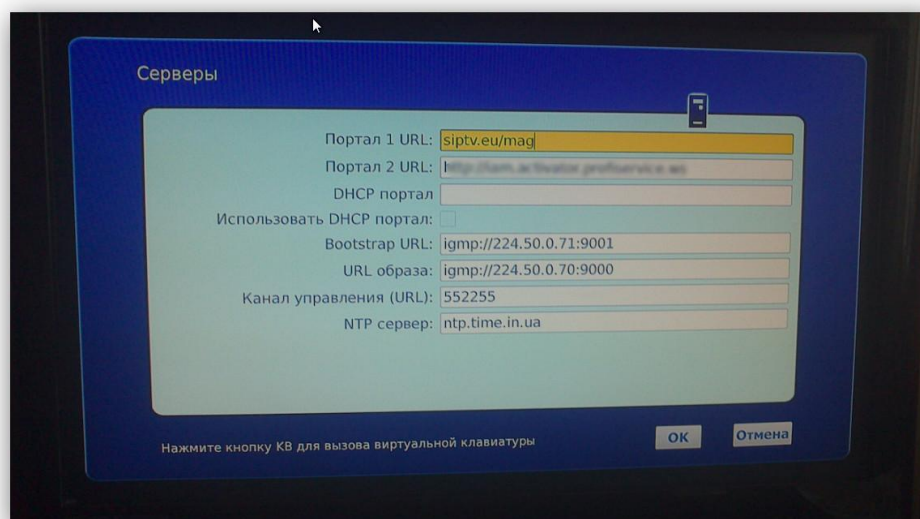 Серверы
Портал 1 URL: siptv.eu/mag
Портал 2 URL:
DHCP портал
Использовать DHCP портал:
Bootstrap URL: igmp://224.50.0.71:9001
URL образа: igmp://224.50.0.70:9000
Канал управления (URL): 552255
NTP сервер: ntp.time.in.ua
Нажмите кнопку KB для вызова виртуальной клавиатуры
OK
Отмена